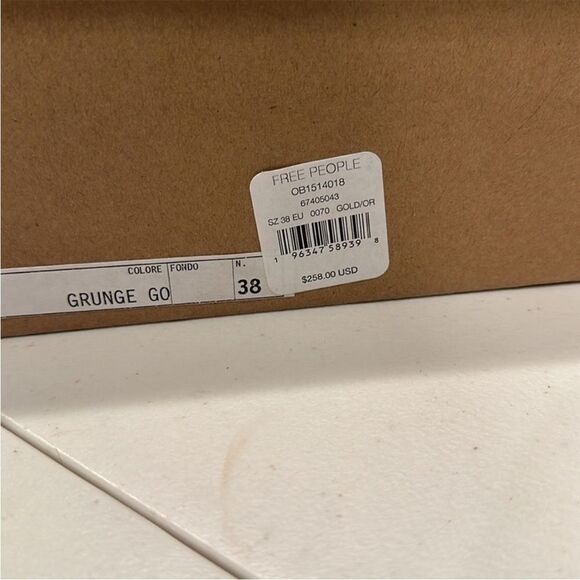 FREE PEOPLE
OB1514018
67405043
SZ 38 EU 0070 GOLD/OR
1 96347 58939 8
$258.00 USD
COLORE FONDO N.
GRUNGE GO 38